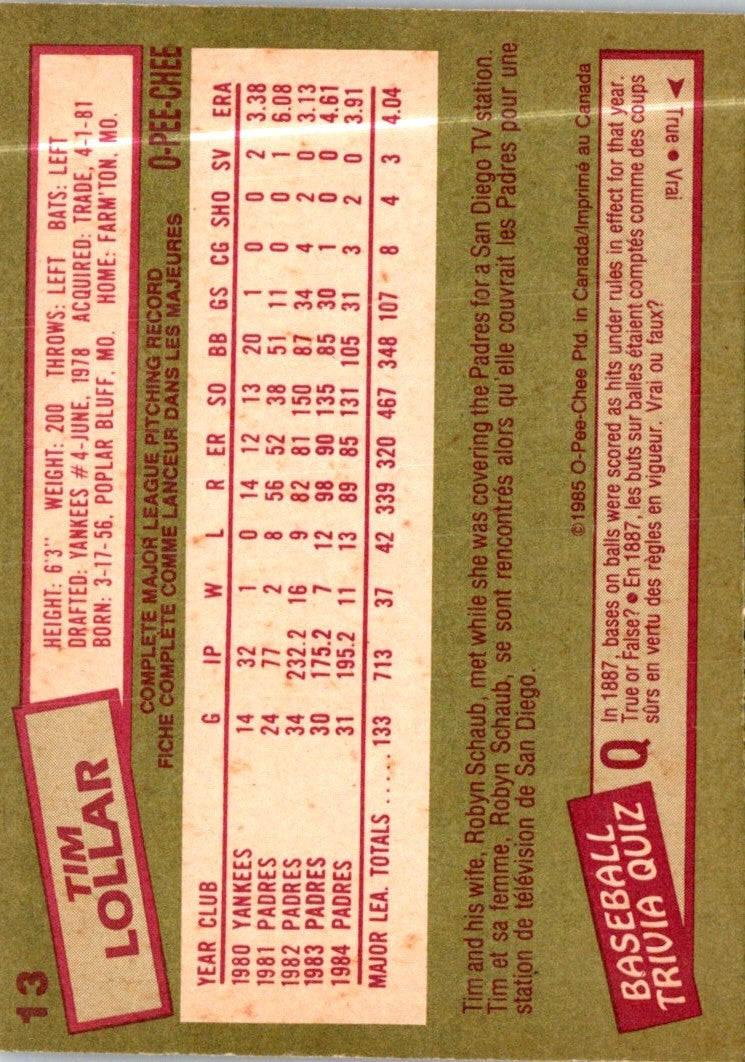 13
TIM
LOLLAR
HEIGHT: 6'3" WEIGHT: 200 THROWS: LEFT BATS: LEFT
DRAFTED: YANKEES #4-JUNE, 1978 ACQUIRED: TRADE, 4-1-81
BORN: 3-17-56, POPLAR BLUFF, MO. HOME: FARM'TON, MO.
COMPLETE MAJOR LEAGUE PITCHING RECORD
FICHE COMPLÈTE COMME LANCEUR DANS LES MAJEURES
O-PEE-CHEE
YEAR CLUB G IP W L R ER SO BB GS CG SHO SV ERA
1980 YANKEES 14 32 1 0 14 12 13 20 1 0 0 2 3.38
1981 PADRES 24 77 2 8 56 52 38 51 11 0 0 1 6.08
1982 PADRES 34 232.2 16 9 82 81 150 87 34 4 2 0 3.13
1983 PADRES 30 175.2 7 12 98 90 135 85 30 1 0 0 4.61
1984 PADRES 31 195.2 11 13 89 85 131 105 31 3 2 0 3.91
MAJOR LEA. TOTALS ...... 133 713 37 42 339 320 467 348 107 8 4 3 4.04
Tim and his wife, Robyn Schaub, met while she was covering the Padres for a San Diego TV station.
Tim et sa femme, Robyn Schaub, se sont rencontrés alors qu'elle couvrait les Padres pour une
station de télévision de San Diego.
©1985 O-Pee-Chee Ptd. in Canada/Imprimé au Canada
BASEBALL
TRIVIA QUIZ
Q In 1887, bases on balls were scored as hits under rules in effect for that year.
True or False? • En 1887, les buts sur balles étaient comptés comme des coups
sûrs en vertu des règles en vigueur. Vrai ou faux?
True • Vrai